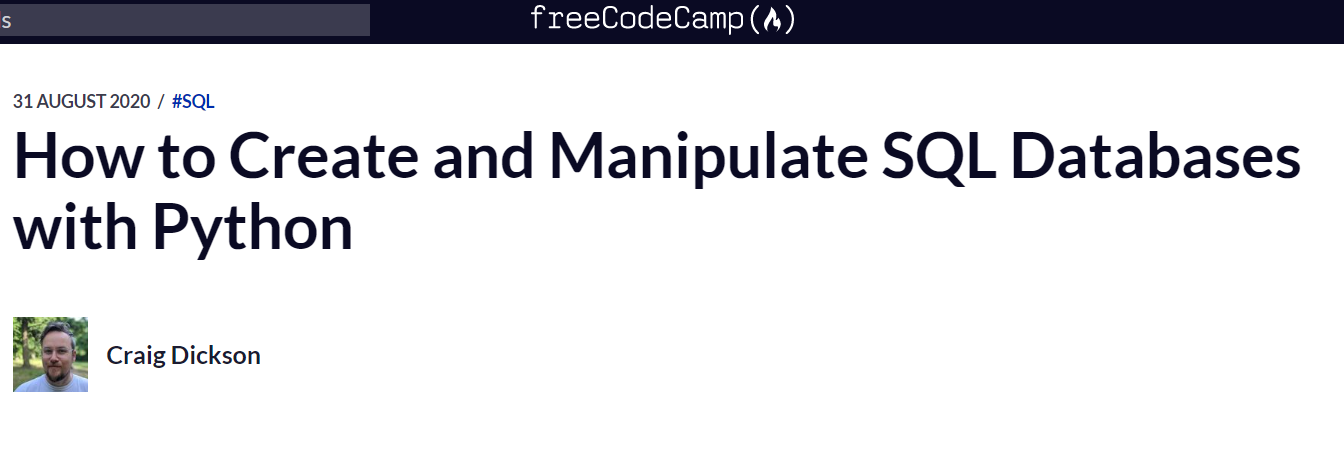 s
freeCodeCamp(🔥)
31 AUGUST 2020 / #SQL
How to Create and Manipulate SQL Databases
with Python
Craig Dickson